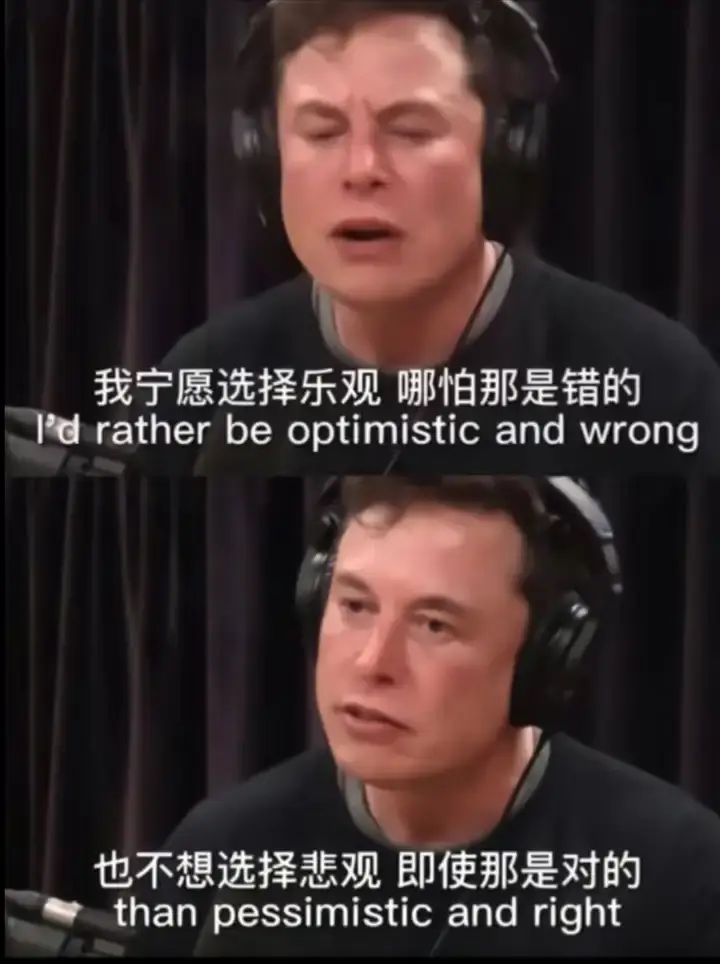 我宁愿选择乐观 哪怕那是错的
I'd rather be optimistic and wrong
也不想选择悲观 即使那是对的
than pessimistic and right